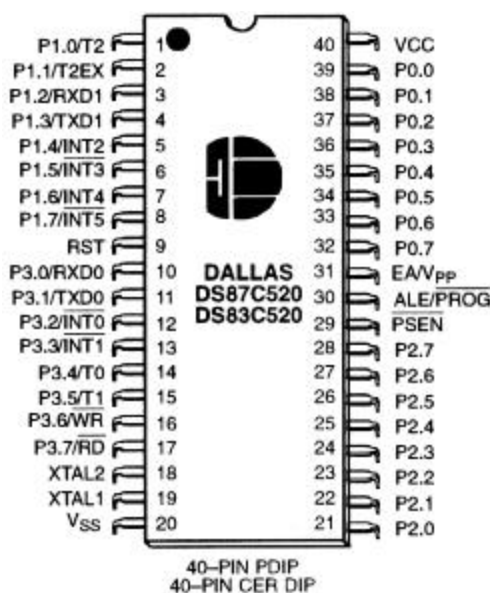 P1.0/T2 1 40 VCC
P1.1/T2EX 2 39 P0.0
P1.2/RXD1 3 38 P0.1
P1.3/TXD1 4 37 P0.2
P1.4/INT2 5 36 P0.3
P1.5/INT3 6 35 P0.4
P1.6/INT4 7 34 P0.5
P1.7/INT5 8 33 P0.6
RST 9 32 P0.7
P3.0/RXD0 10 DALLAS 31 EA/VPP
P3.1/TXD0 11 DS87C520 30 ALE/PROG
P3.2/INT0 12 DS83C520 29 PSEN
P3.3/INT1 13 28 P2.7
P3.4/T0 14 27 P2.6
P3.5/T1 15 26 P2.5
P3.6/WR 16 25 P2.4
P3.7/RD 17 24 P2.3
XTAL2 18 23 P2.2
XTAL1 19 22 P2.1
VSS 20 21 P2.0
40–PIN PDIP
40–PIN CER DIP